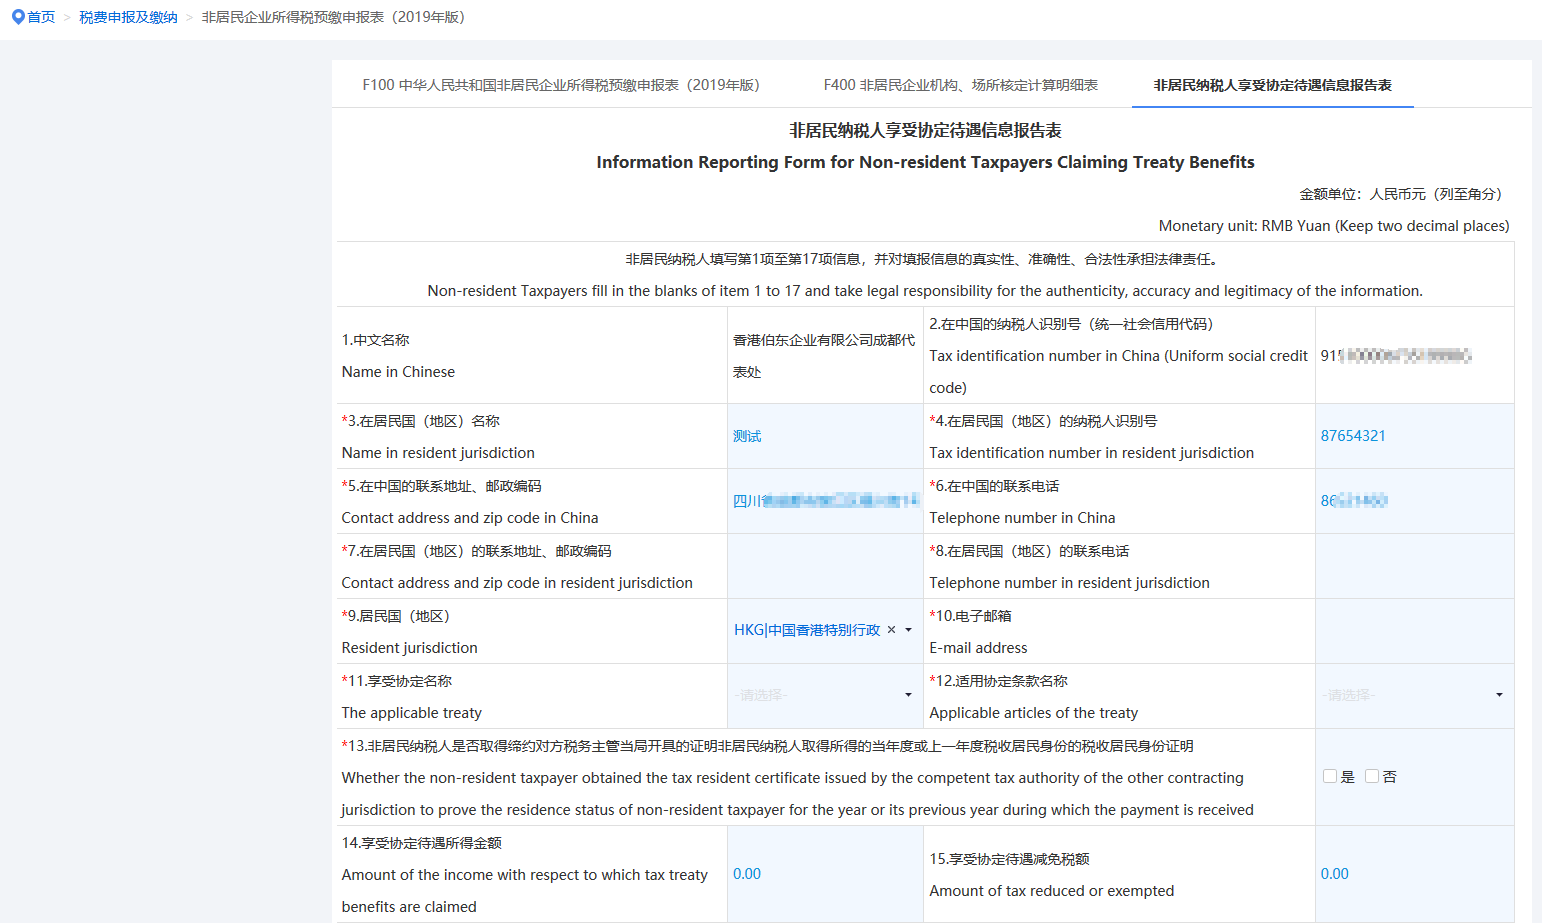 首页 > 税费申报及缴纳 > 非居民企业所得税预缴申报表（2019年版）
F100 中华人民共和国非居民企业所得税预缴申报表（2019年版） F400 非居民企业机构、场所核定计算明细表 非居民纳税人享受协定待遇信息报告表
非居民纳税人享受协定待遇信息报告表
Information Reporting Form for Non-resident Taxpayers Claiming Treaty Benefits
金额单位：人民币元（列至角分）
Monetary unit: RMB Yuan (Keep two decimal places)
非居民纳税人填写第1项至第17项信息，并对填报信息的真实性、准确性、合法性承担法律责任。
Non-resident Taxpayers fill in the blanks of item 1 to 17 and take legal responsibility for the authenticity, accuracy and legitimacy of the information.
1.中文名称
Name in Chinese
香港伯东企业有限公司成都代
表处
2.在中国的纳税人识别号（统一社会信用代码）
Tax identification number in China (Uniform social credit
code)
91
*3.在居民国（地区）名称
Name in resident jurisdiction
测试
*4.在居民国（地区）的纳税人识别号
Tax identification number in resident jurisdiction
87654321
*5.在中国的联系地址、邮政编码
Contact address and zip code in China
四川
*6.在中国的联系电话
Telephone number in China
86
*7.在居民国（地区）的联系地址、邮政编码
Contact address and zip code in resident jurisdiction
*8.在居民国（地区）的联系电话
Telephone number in resident jurisdiction
*9.居民国（地区）
Resident jurisdiction
HKG|中国香港特别行政 ×
*10.电子邮箱
E-mail address
*11.享受协定名称
The applicable treaty
-请选择-
*12.适用协定条款名称
Applicable articles of the treaty
-请选择-
*13.非居民纳税人是否取得缔约对方税务主管当局开具的证明非居民纳税人取得所得的当年度或上一年度税收居民身份的税收居民身份证明
Whether the non-resident taxpayer obtained the tax resident certificate issued by the competent tax authority of the other contracting
jurisdiction to prove the residence status of non-resident taxpayer for the year or its previous year during which the payment is received
是 否
14.享受协定待遇所得金额
Amount of the income with respect to which tax treaty
benefits are claimed
0.00
15.享受协定待遇减免税额
Amount of tax reduced or exempted
0.00